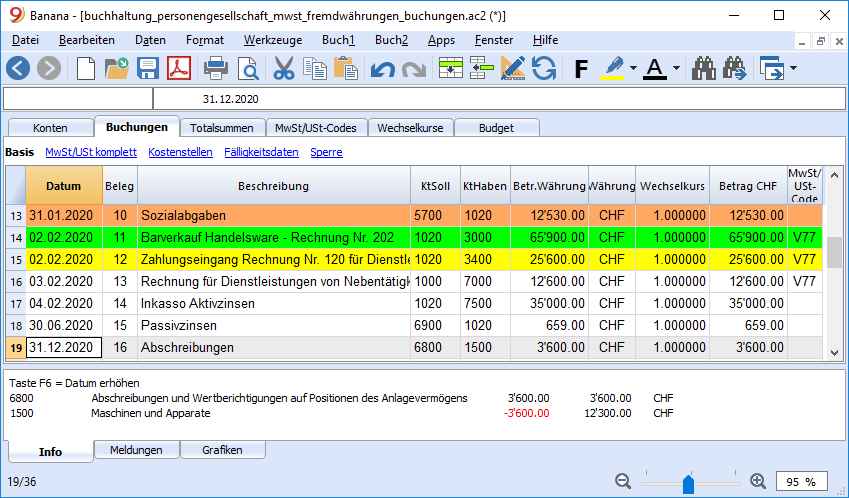 Banana - [buchhaltung_personengesellschaft_mwst_fremdwährungen_buchungen.ac2 (*)]
Datei Bearbeiten Daten Format Werkzeuge Buch1 Buch2 Apps Fenster Hilfe
F A
31.12.2020
Konten Buchungen Totalsummen MwSt/USt-Codes Wechselkurse Budget
Basis MwSt/USt komplett Kostenstellen Fälligkeitsdaten Sperre
Datum Beleg Beschreibung KtSoll KtHaben Betr.Währung Währung Wechselkurs Betrag CHF MwSt/
USt-
Code
13 31.01.2020 10 Sozialabgaben 5700 1020 12'530.00 CHF 1.000000 12'530.00
14 02.02.2020 11 Barverkauf Handelsware - Rechnung Nr. 202 1020 3000 65'900.00 CHF 1.000000 65'900.00 V77
15 02.02.2020 12 Zahlungseingang Rechnung Nr. 120 für Dienstle 1020 3400 25'600.00 CHF 1.000000 25'600.00 V77
16 03.02.2020 13 Rechnung für Dienstleistungen von Nebentätigk 1000 7000 12'600.00 CHF 1.000000 12'600.00 V77
17 04.02.2020 14 Inkasso Aktivzinsen 1020 7500 35'000.00 CHF 1.000000 35'000.00
18 30.06.2020 15 Passivzinsen 6900 1020 659.00 CHF 1.000000 659.00
19 31.12.2020 16 Abschreibungen 6800 1500 3'600.00 CHF 1.000000 3'600.00
Taste F6 = Datum erhöhen
6800 Abschreibungen und Wertberichtigungen auf Positionen des Anlagevermögens 3'600.00 3'600.00 CHF
1500 Maschinen und Apparate -3'600.00 12'300.00 CHF
Info Meldungen Grafiken
19/36 95 %